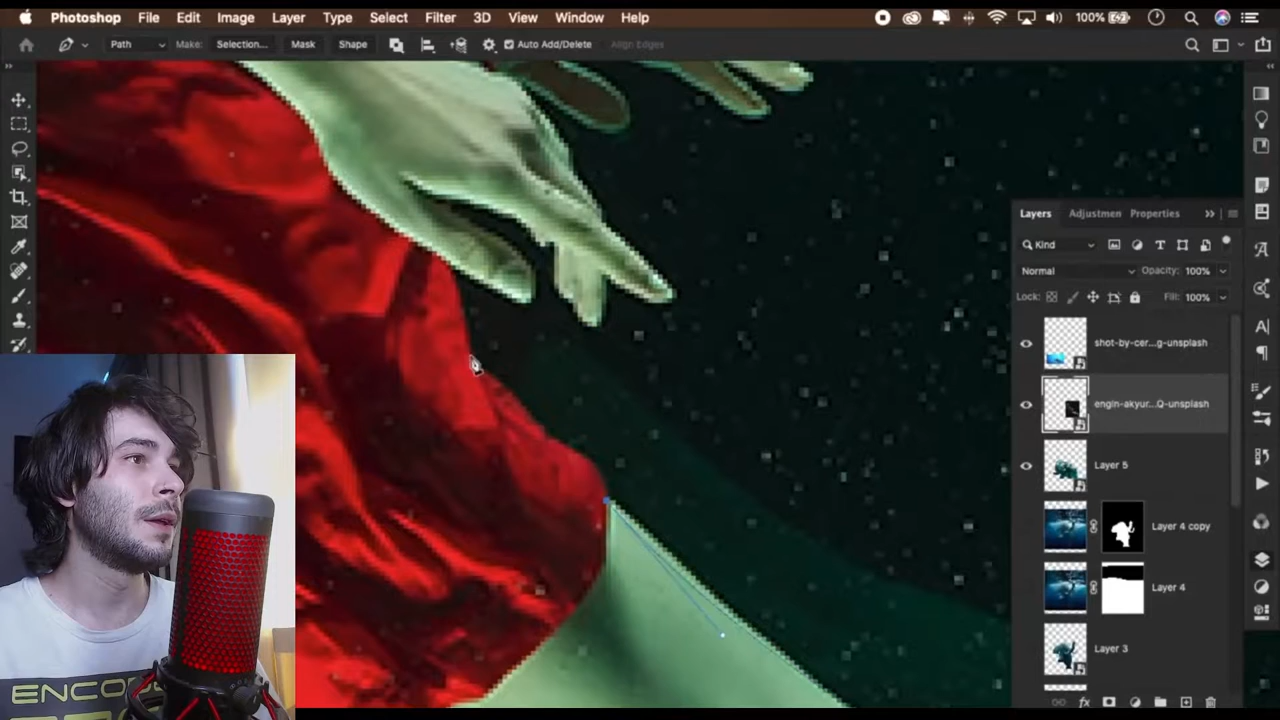 Photoshop File Edit Image Layer Type Select Filter 3D View Window Help 100%
Path Make: Selection... Mask Shape Auto Add/Delete Align Edges
Layers Adjustmen Properties
Kind
Normal Opacity: 100%
Lock: Fill: 100%
shot-by-cer...g-unsplash
engin-akyur...Q-unsplash
Layer 5
Layer 4 copy
Layer 4
Layer 3
fx